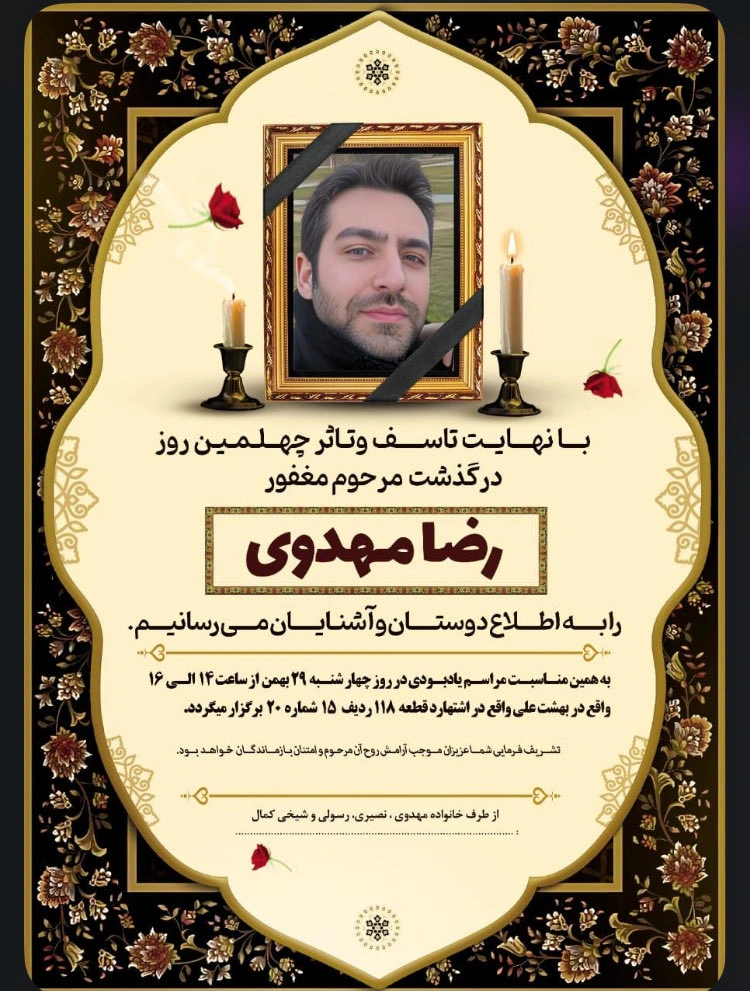 با نهایت تاسف وتاثر چهلمین روز
درگذشت مرحوم مغفور
رضا مهدوی
را به اطلاع دوستان و آشنایان می رسانیم.
به همین مناسبت مراسم یادبودی در روز چهارشنبه ۲۹ بهمن از ساعت ۱۴ الی ۱۶
واقع در بهشت علی واقع در اشتهارد قطعه ۱۱۸ ردیف ۱۵ شماره ۲۰ برگزار میگردد.
تشریف فرمایی شما عزیزان موجب آرامش روح آن مرحوم و امتنان بازماندگان خواهد بود.
از طرف خانواده مهدوی ، نصیری، رسولی و شیخی کمال